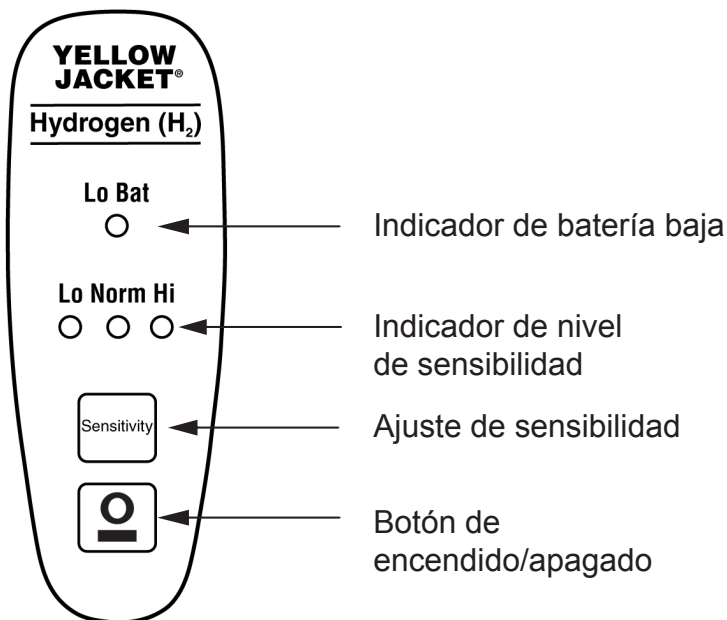 YELLOW
JACKET®
Hydrogen (H₂)
Lo Bat
Indicador de batería baja
Lo Norm Hi
Indicador de nivel
de sensibilidad
Sensitivity
Ajuste de sensibilidad
Botón de
encendido/apagado